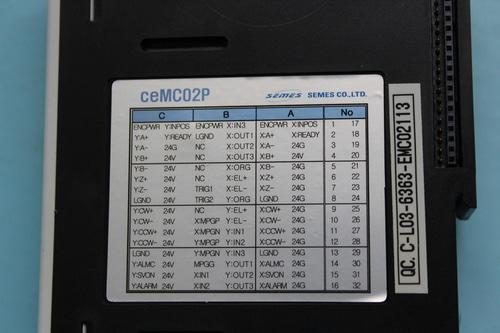 ceMC02P
SEMES SEMES CO.,LTD.
C B A No
ENCPWR Y:INPOS ENCPWR X:IN3 ENCPWR X:INPOS 1 17
Y:A+ Y:READY LGND X:OUT1 X:A+ X:READY 2 18
Y:A- 24G NC X:OUT2 X:A- 24G 3 19
Y:B+ 24V NC X:OUT3 X:B+ 24G 4 20
Y:B- 24V NC X:ORG X:B- 24G 5 21
Y:Z+ 24V NC X:EL+ X:Z+ 24G 6 22
Y:Z- 24V TRIG1 X:EL- X:Z- 24G 7 23
LGND 24V TRIG2 Y:ORG LGND 24G 8 24
Y:CW+ 24V NC Y:EL+ X:CW+ 24G 9 25
Y:CW- 24V X:MPGP Y:EL- X:CW- 24G 10 26
Y:CCW+ 24V X:MPGN Y:IN1 X:CCW+ 24G 11 27
Y:CCW- 24V Y:MPGP Y:IN2 X:CCW- 24G 12 28
LGND 24V Y:MPGN Y:IN3 LGND 24G 13 29
Y:ALMC 24V MPGG Y:OUT1 X:ALMC 24G 14 30
Y:SVON 24V X:IN1 Y:OUT2 X:SVON 24G 15 31
Y:ALARM 24V X:IN2 Y:OUT3 X:ALARM 24G 16 32
QC. C-L03-6363-EMC02113